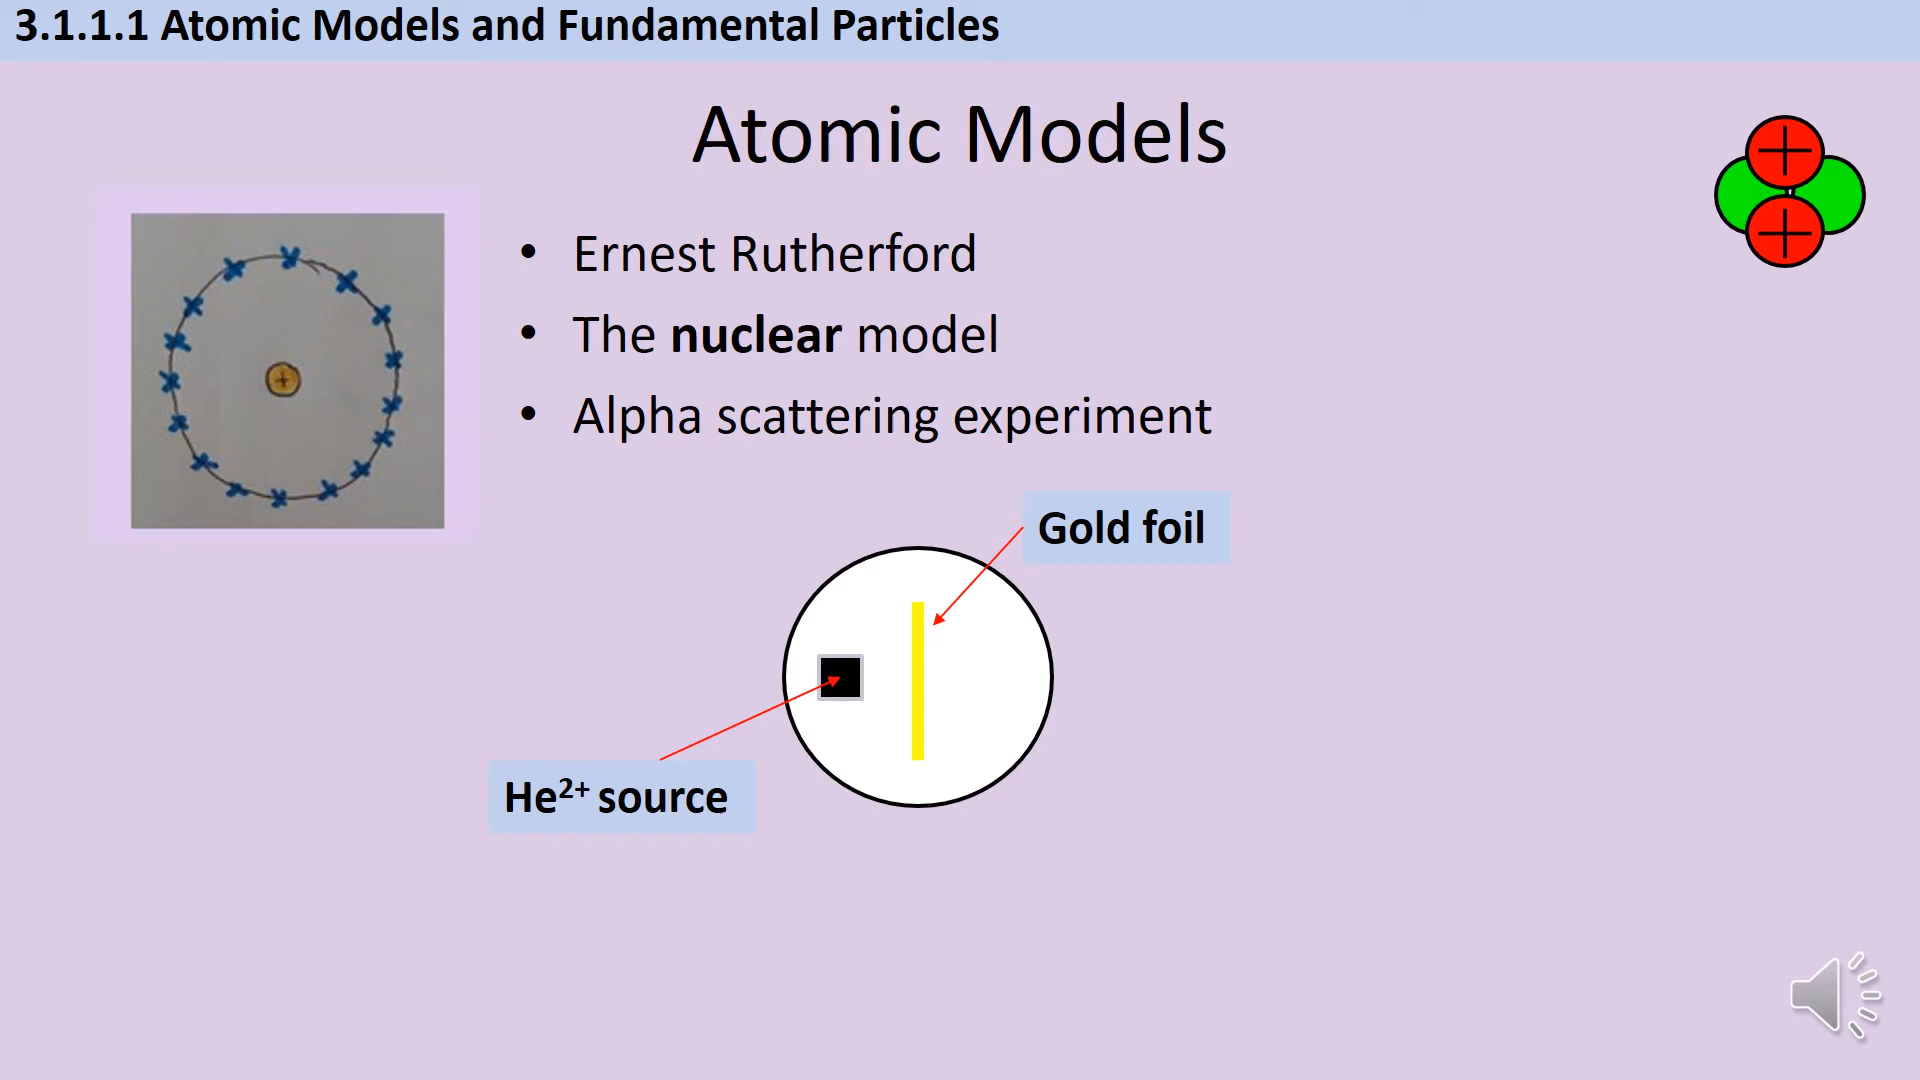 3.1.1.1 Atomic Models and Fundamental Particles
Atomic Models
• Ernest Rutherford
• The nuclear model
• Alpha scattering experiment
Gold foil
He²⁺ source